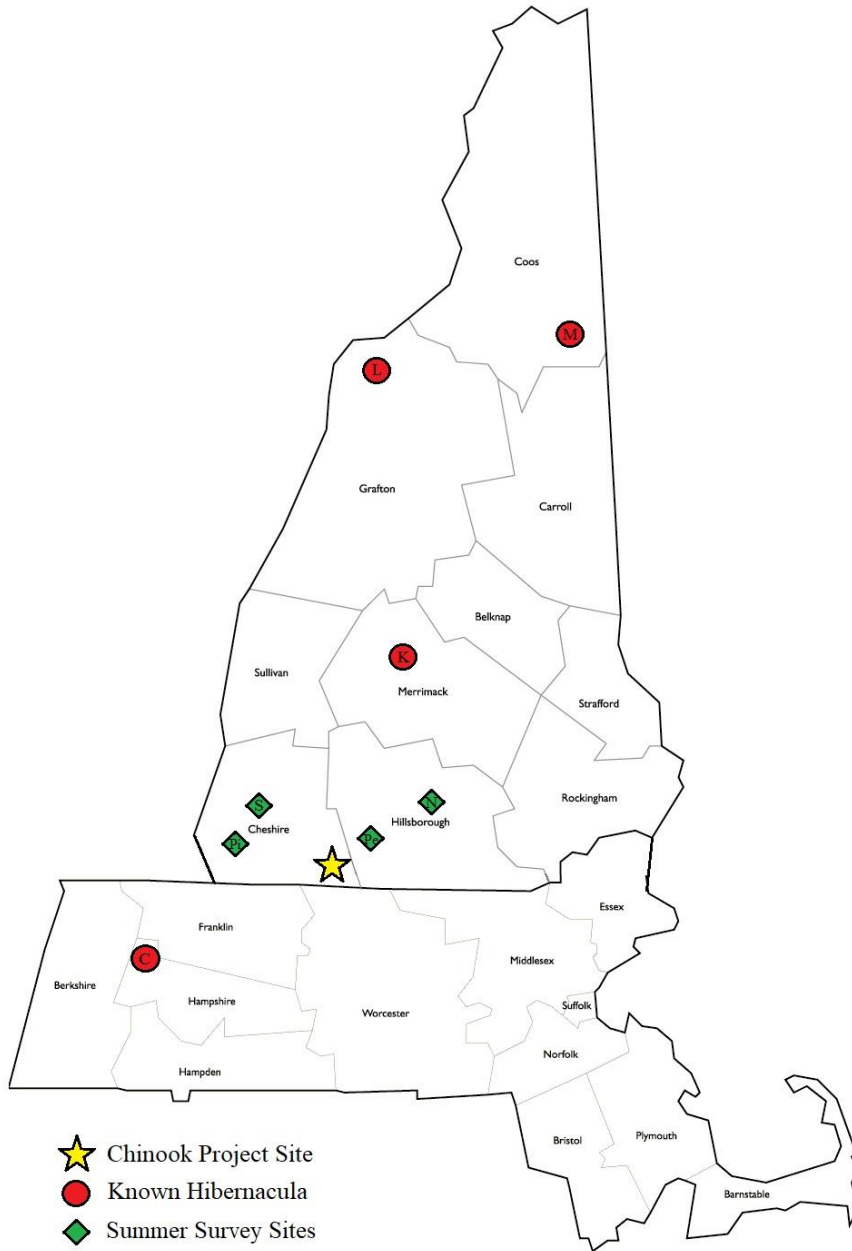 Coos
M
L
Grafton
Carroll
Belknap
Sullivan
K
Merrimack
Strafford
Rockingham
S
N
Cheshire
Hillsborough
Pi
Pe
Essex
Franklin
C
Middlesex
Berkshire
Hampshire
Suffolk
Worcester
Norfolk
Hampden
Bristol
Plymouth
Barnstable
Chinook Project Site
Known Hibernacula
Summer Survey Sites